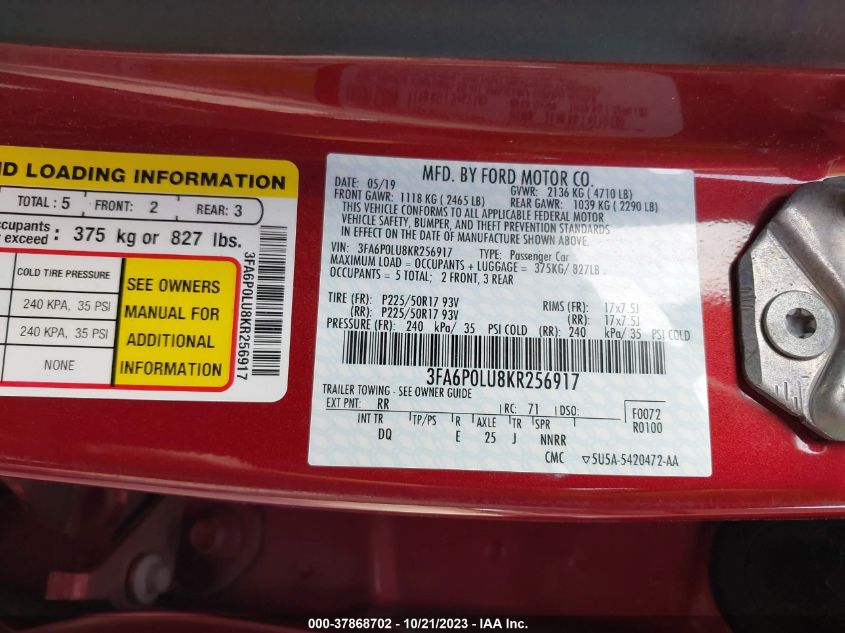 ND LOADING INFORMATION
TOTAL: 5 FRONT: 2 REAR: 3
ccupants
r exceed : 375 kg or 827 lbs.
COLD TIRE PRESSURE
240 KPA, 35 PSI
240 KPA, 35 PSI
NONE
SEE OWNERS
MANUAL FOR
ADDITIONAL
INFORMATION
3FA6P0LU8KR256917
MFD. BY FORD MOTOR CO.
DATE: 05/19 GVWR: 2136 KG ( 4710 LB)
FRONT GAWR: 1118 KG ( 2465 LB) REAR GAWR: 1039 KG ( 2290 LB)
THIS VEHICLE CONFORMS TO ALL APPLICABLE FEDERAL MOTOR
VEHICLE SAFETY, BUMPER, AND THEFT PREVENTION STANDARDS
IN EFFECT ON THE DATE OF MANUFACTURE SHOWN ABOVE.
VIN: 3FA6P0LU8KR256917 TYPE: Passenger Car
MAXIMUM LOAD = OCCUPANTS + LUGGAGE = 375KG/ 827LB
OCCUPANTS = 5 TOTAL; 2 FRONT, 3 REAR
TIRE (FR): P225/50R17 93V RIMS (FR): 17x7.5J
(RR): P225/50R17 93V (RR): 17x7.5J
PRESSURE (FR): 240 kPa/ 35 PSI COLD (RR): 240 kPa/ 35 PSI COLD
3FA6P0LU8KR256917
TRAILER TOWING - SEE OWNER GUIDE
EXT PNT: RR RC: 71 DSO: F0072
R0100
INT TR TP/PS R AXLE TR SPR
DQ E 25 J NNRR
CMC ▽5U5A-5420472-AA
000-37868702 - 10/21/2023 - IAA Inc.